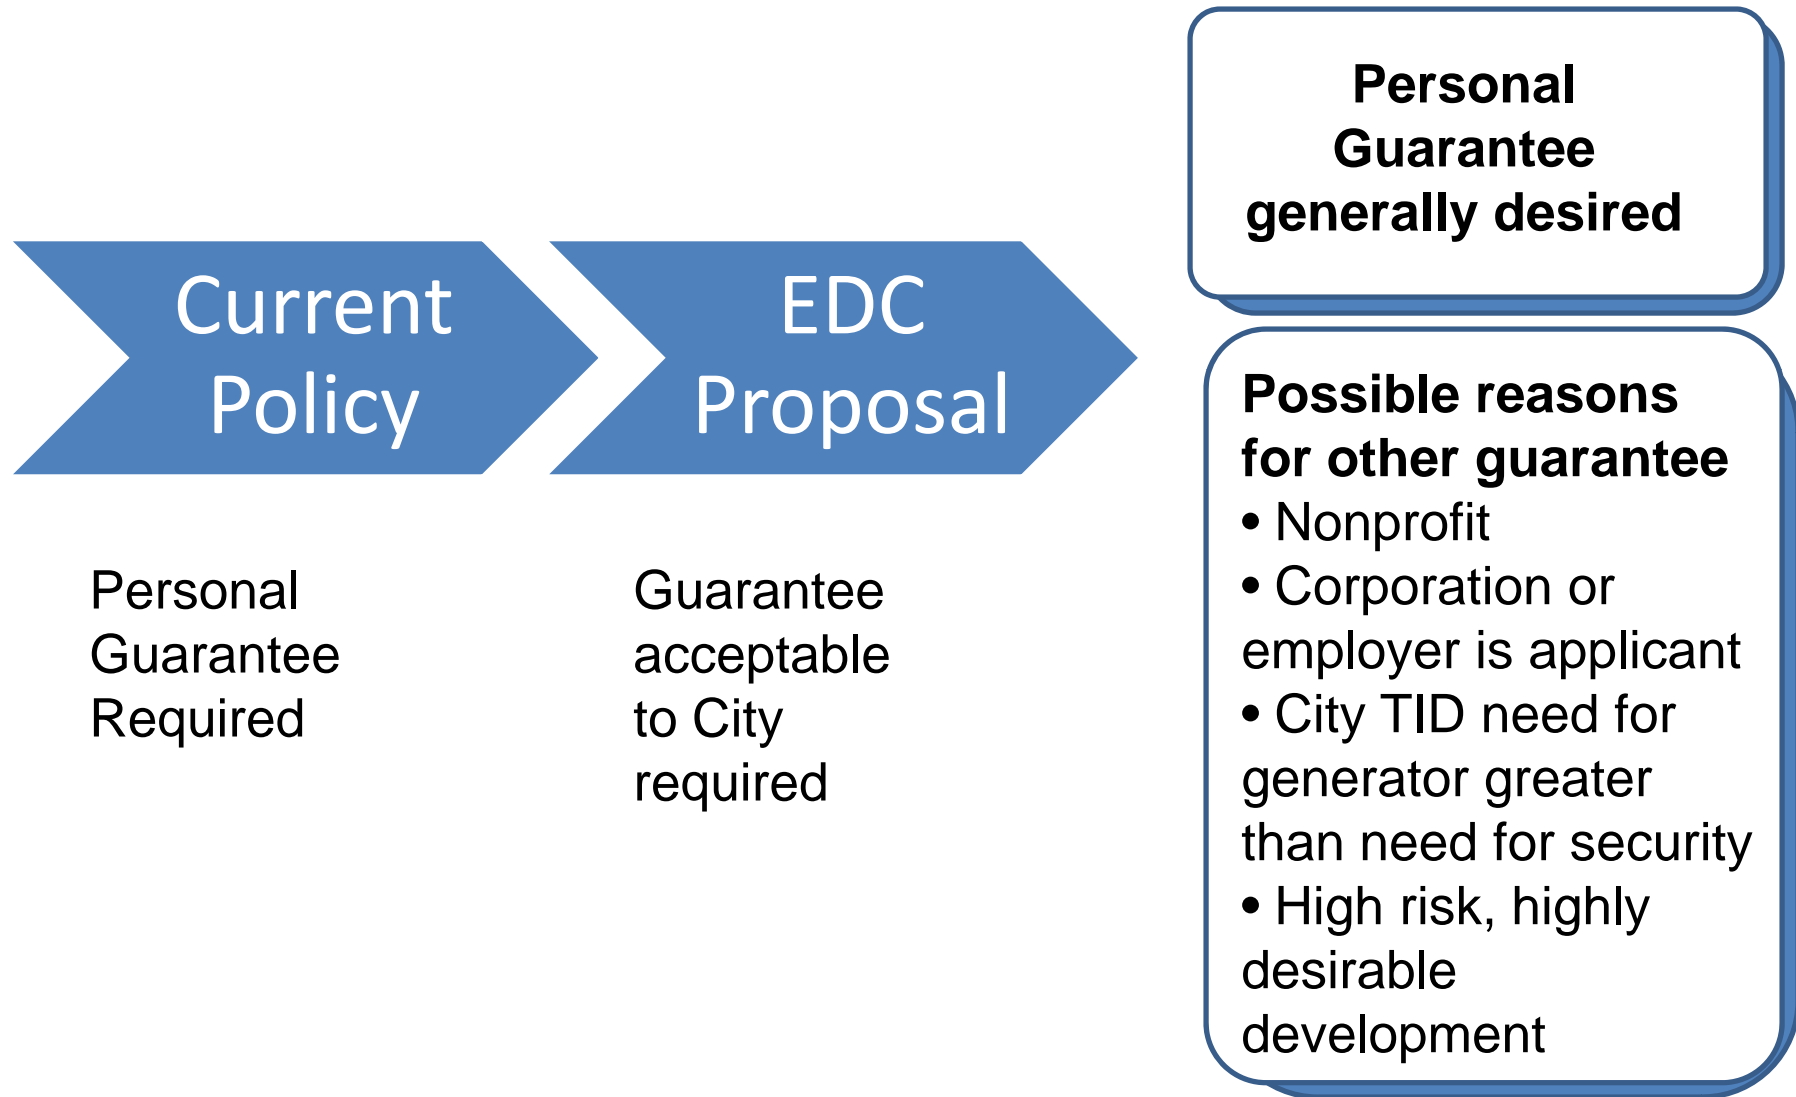 Current
Policy
Personal
Guarantee
Required
EDC
Proposal
Guarantee
acceptable
to City
required
Personal
Guarantee
generally desired
Possible reasons
for other guarantee
• Nonprofit
• Corporation or
employer is applicant
• City TID need for
generator greater
than need for security
• High risk, highly
desirable
development